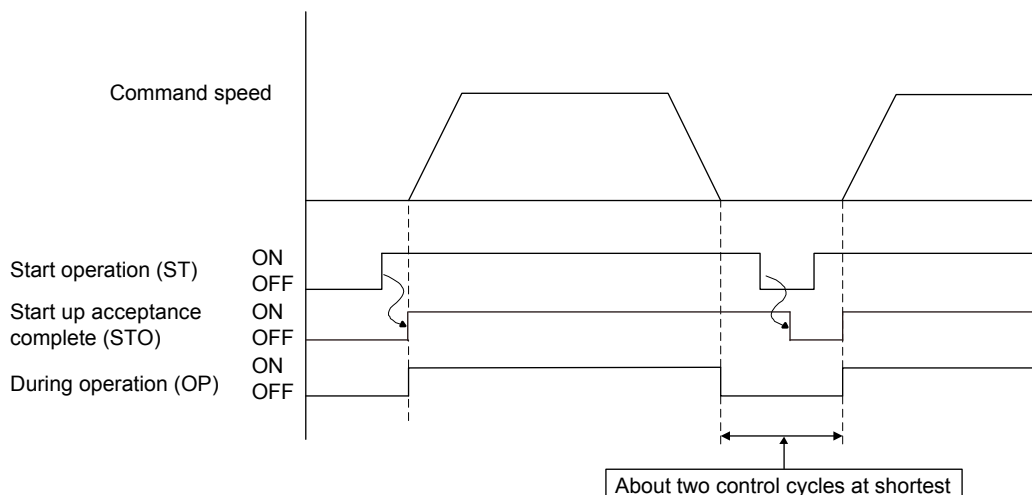 Command speed
Start operation (ST)
ON
OFF
Start up acceptance
complete (STO)
ON
OFF
During operation (OP)
ON
OFF
About two control cycles at shortest